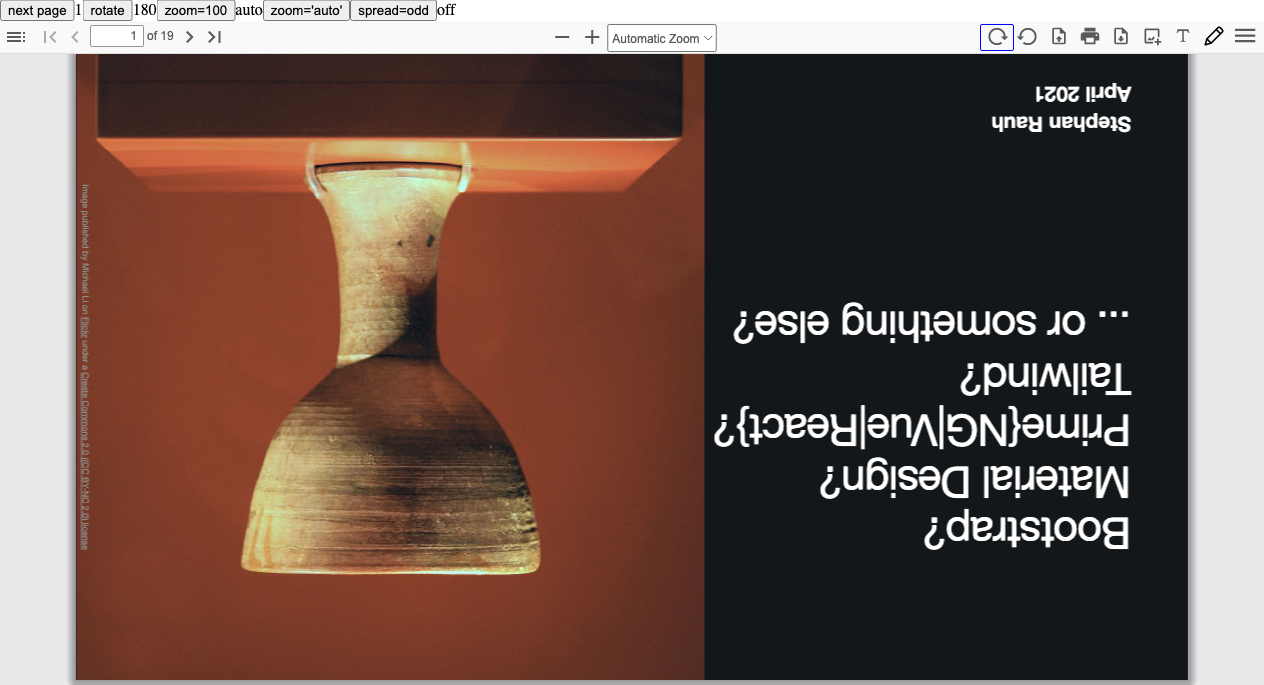 next page 1 rotate 180 zoom=100 auto zoom='auto' spread=odd off
1 of 19 Automatic Zoom T
Bootstrap?
Material Design?
Prime{NG|Vue|React}?
Tailwind?
... or something else?
Stephan Rauh
April 2021
Image published by Michael Li on Flickr under a Create Commons 2.0 ((CC BY-NC 2.0) license